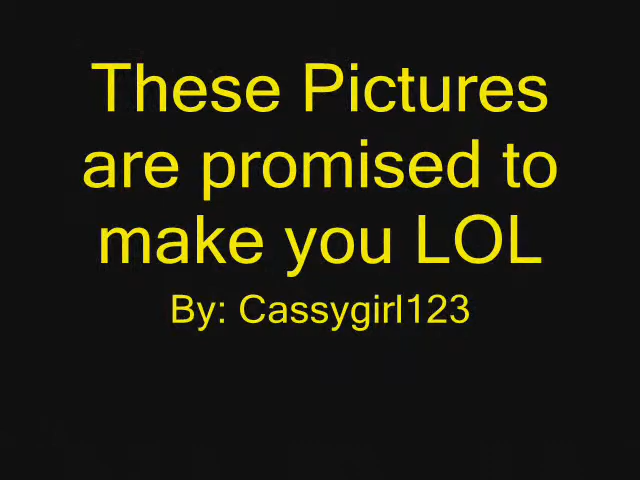 These Pictures
are promised to
make you LOL
By: Cassygirl123